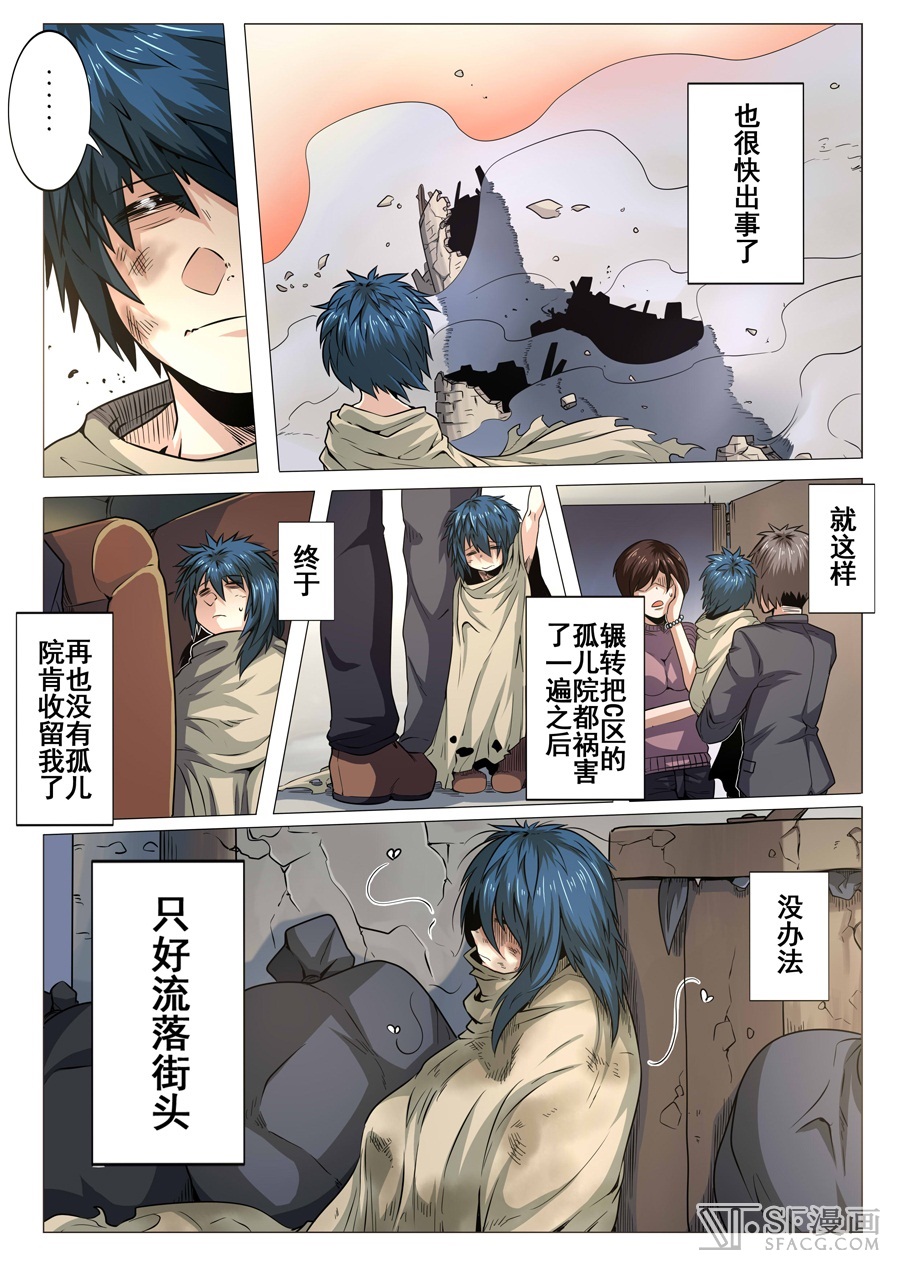 也很快出事了
······
就这样
辗转把C区的
孤儿院都祸害
了一遍之后
终于
再也没有孤儿
院肯收留我了
没办法
只好流落街头
SF漫画
SFACG.COM